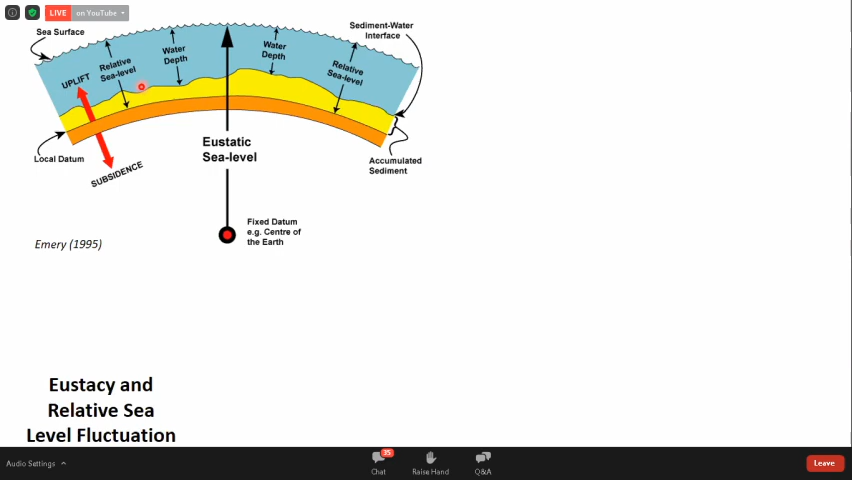 LIVE on YouTube
Sea Surface
Sediment-Water
Interface
UPLIFT
Relative
Sea-level
Water
Depth
Water
Depth
Relative
Sea-level
Eustatic
Sea-level
Local Datum
SUBSIDENCE
Accumulated
Sediment
Fixed Datum
e.g. Centre of
the Earth
Emery (1995)
Eustacy and
Relative Sea
Level Fluctuation
Audio Settings
35
Chat
Raise Hand
Q&A
Leave